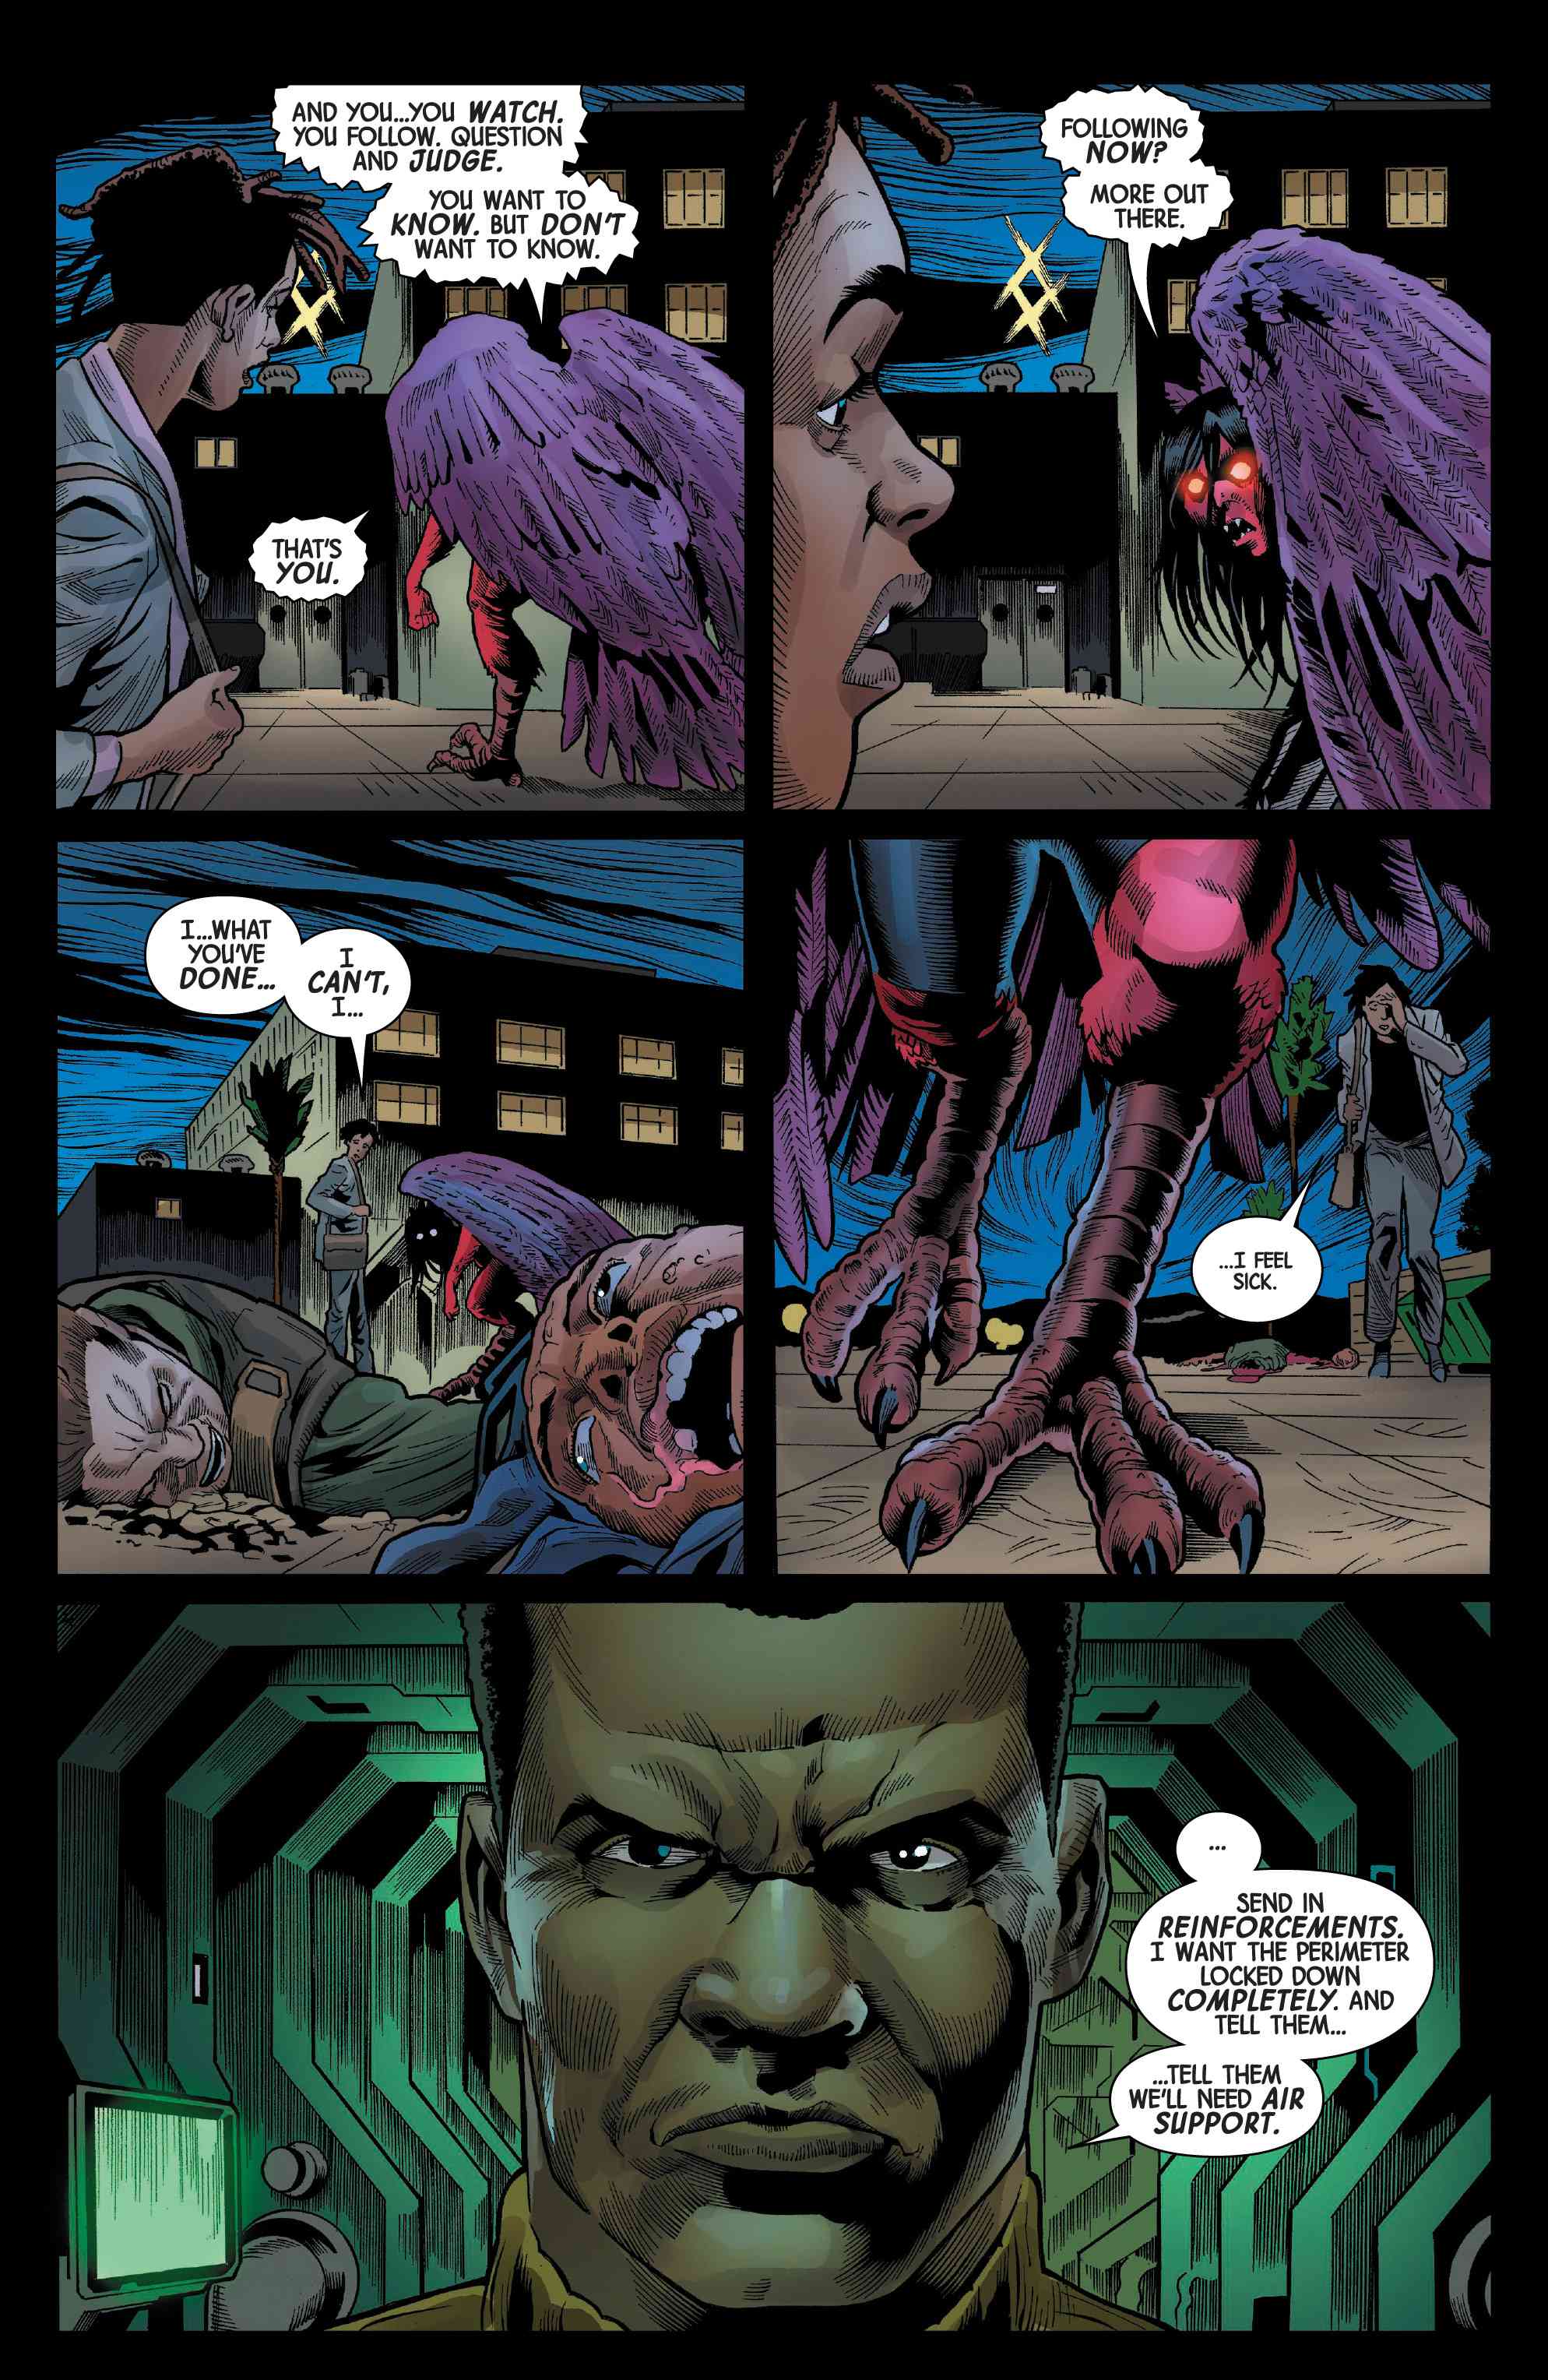 AND YOU...YOU WATCH.
YOU FOLLOW. QUESTION
AND JUDGE.
YOU WANT TO
KNOW. BUT DON'T
WANT TO KNOW.
THAT'S
YOU.
FOLLOWING
NOW?
MORE OUT
THERE.
I...WHAT
YOU'VE
DONE...
I
CAN'T,
I...
...I FEEL
SICK.
...
SEND IN
REINFORCEMENTS.
I WANT THE PERIMETER
LOCKED DOWN
COMPLETELY. AND
TELL THEM...
...TELL THEM
WE'LL NEED AIR
SUPPORT.